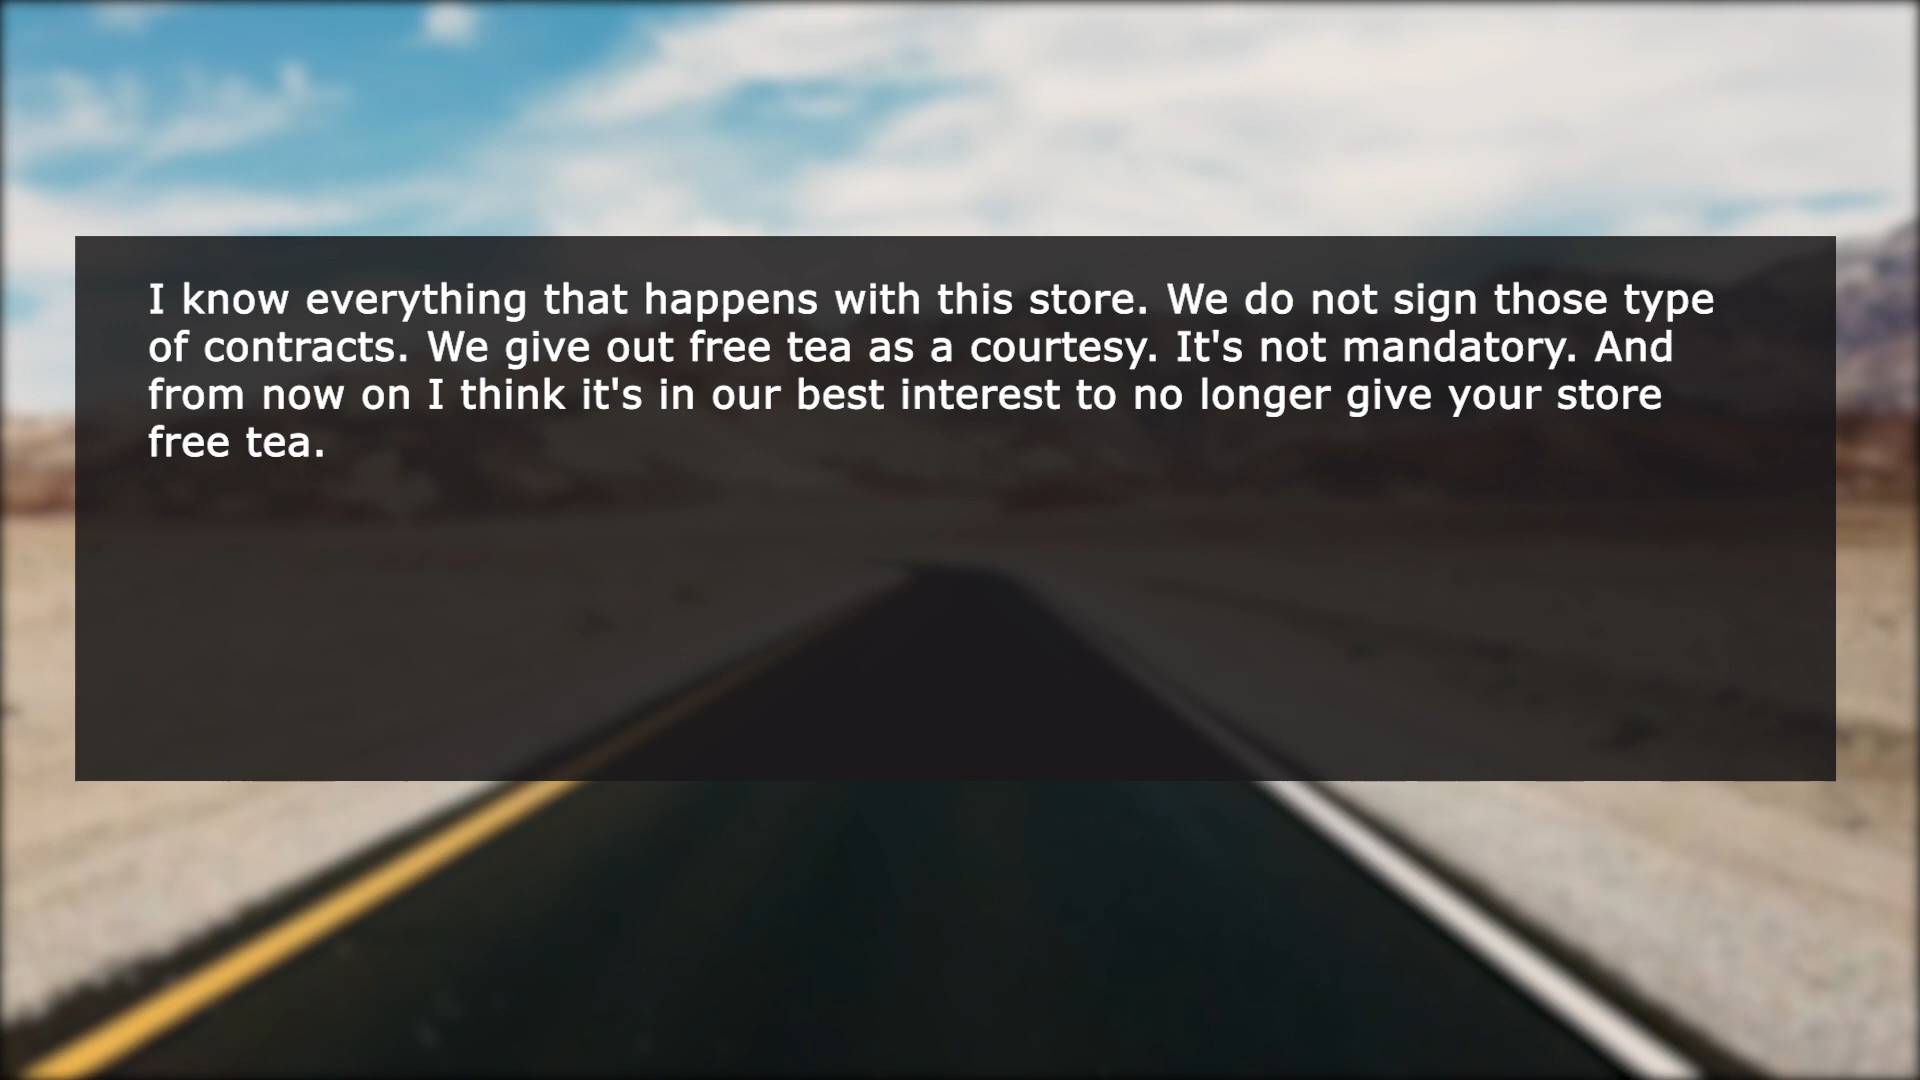 I know everything that happens with this store. We do not sign those type
of contracts. We give out free tea as a courtesy. It's not mandatory. And
from now on I think it's in our best interest to no longer give your store
free tea.